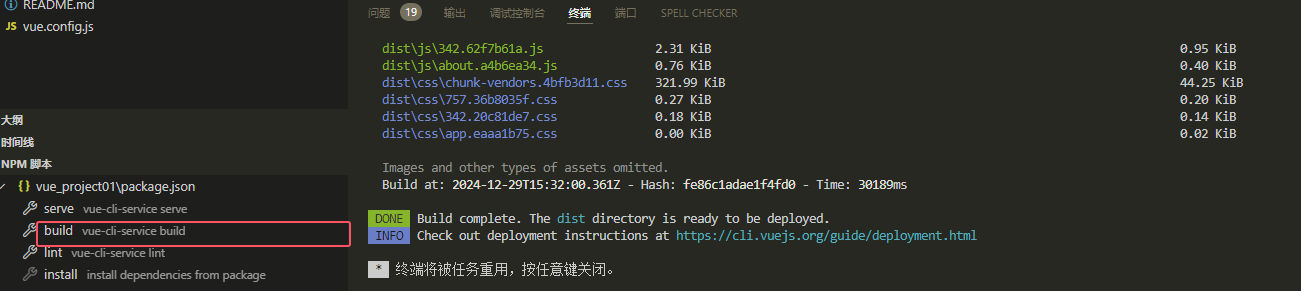 README.md
JS vue.config.js
大纲
时间线
NPM 脚本
{} vue_project01\package.json
serve vue-cli-service serve
build vue-cli-service build
lint vue-cli-service lint
install install dependencies from package
问题 19 输出 调试控制台 终端 端口 SPELL CHECKER
dist\js\342.62f7b61a.js 2.31 KiB 0.95 KiB
dist\js\about.a4b6ea34.js 0.76 KiB 0.40 KiB
dist\css\chunk-vendors.4bfb3d11.css 321.99 KiB 44.25 KiB
dist\css\757.36b8035f.css 0.27 KiB 0.20 KiB
dist\css\342.20c81de7.css 0.18 KiB 0.14 KiB
dist\css\app.eaaa1b75.css 0.00 KiB 0.02 KiB
Images and other types of assets omitted.
Build at: 2024-12-29T15:32:00.361Z - Hash: fe86c1adae1f4fd0 - Time: 30189ms
DONE Build complete. The dist directory is ready to be deployed.
INFO Check out deployment instructions at https://cli.vuejs.org/guide/deployment.html
* 终端将被任务重用，按任意键关闭。